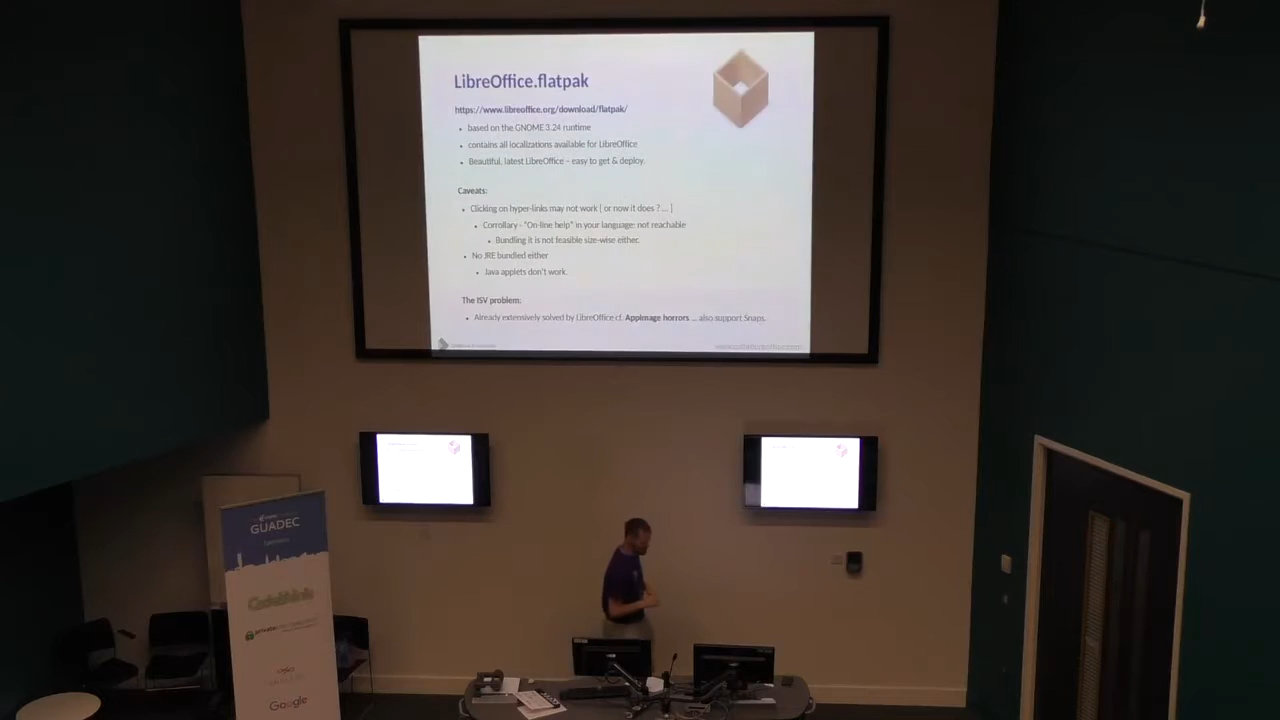 LibreOffice.flatpak
https://www.libreoffice.org/download/flatpak/
• based on the GNOME 3.24 runtime
• contains all localizations available for LibreOffice
• Beautiful, latest LibreOffice – easy to get & deploy.
Caveats:
• Clicking on hyper-links may not work [ or now it does ? ... ]
• Corrollary - "On-line help" in your language: not reachable
• Bundling it is not feasible size-wise either.
• No JRE bundled either
• Java applets don't work.
The ISV problem:
• Already extensively solved by LibreOffice cf. AppImage horrors ... also support Snaps.
GUADEC
Google